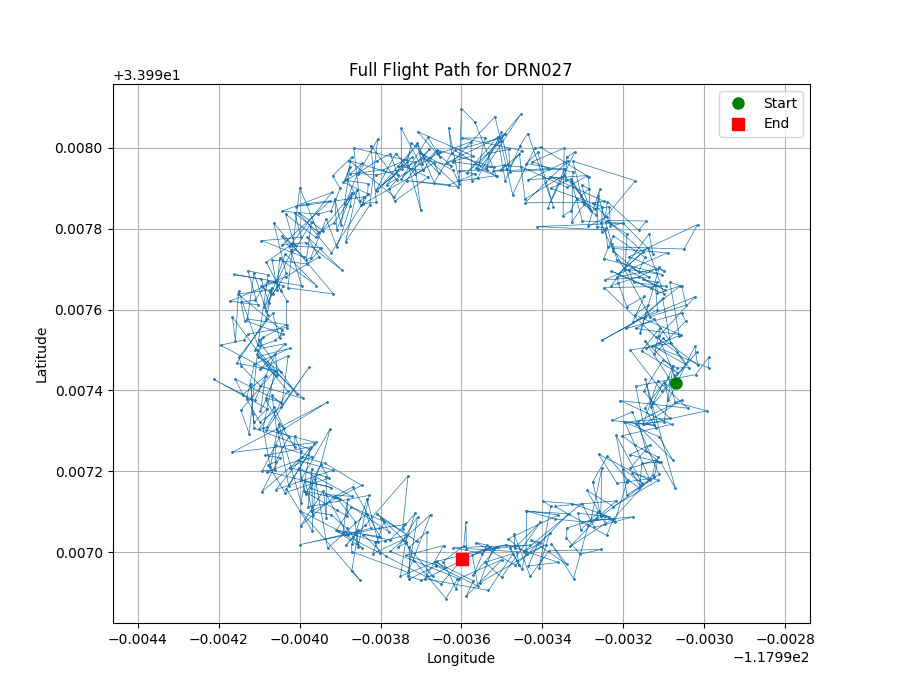 Full Flight Path for DRN027
+3.399e1
Start
End
0.0080
0.0078
0.0076
0.0074
0.0072
0.0070
Latitude
−0.0044 −0.0042 −0.0040 −0.0038 −0.0036 −0.0034 −0.0032 −0.0030 −0.0028
Longitude
−1.1799e2